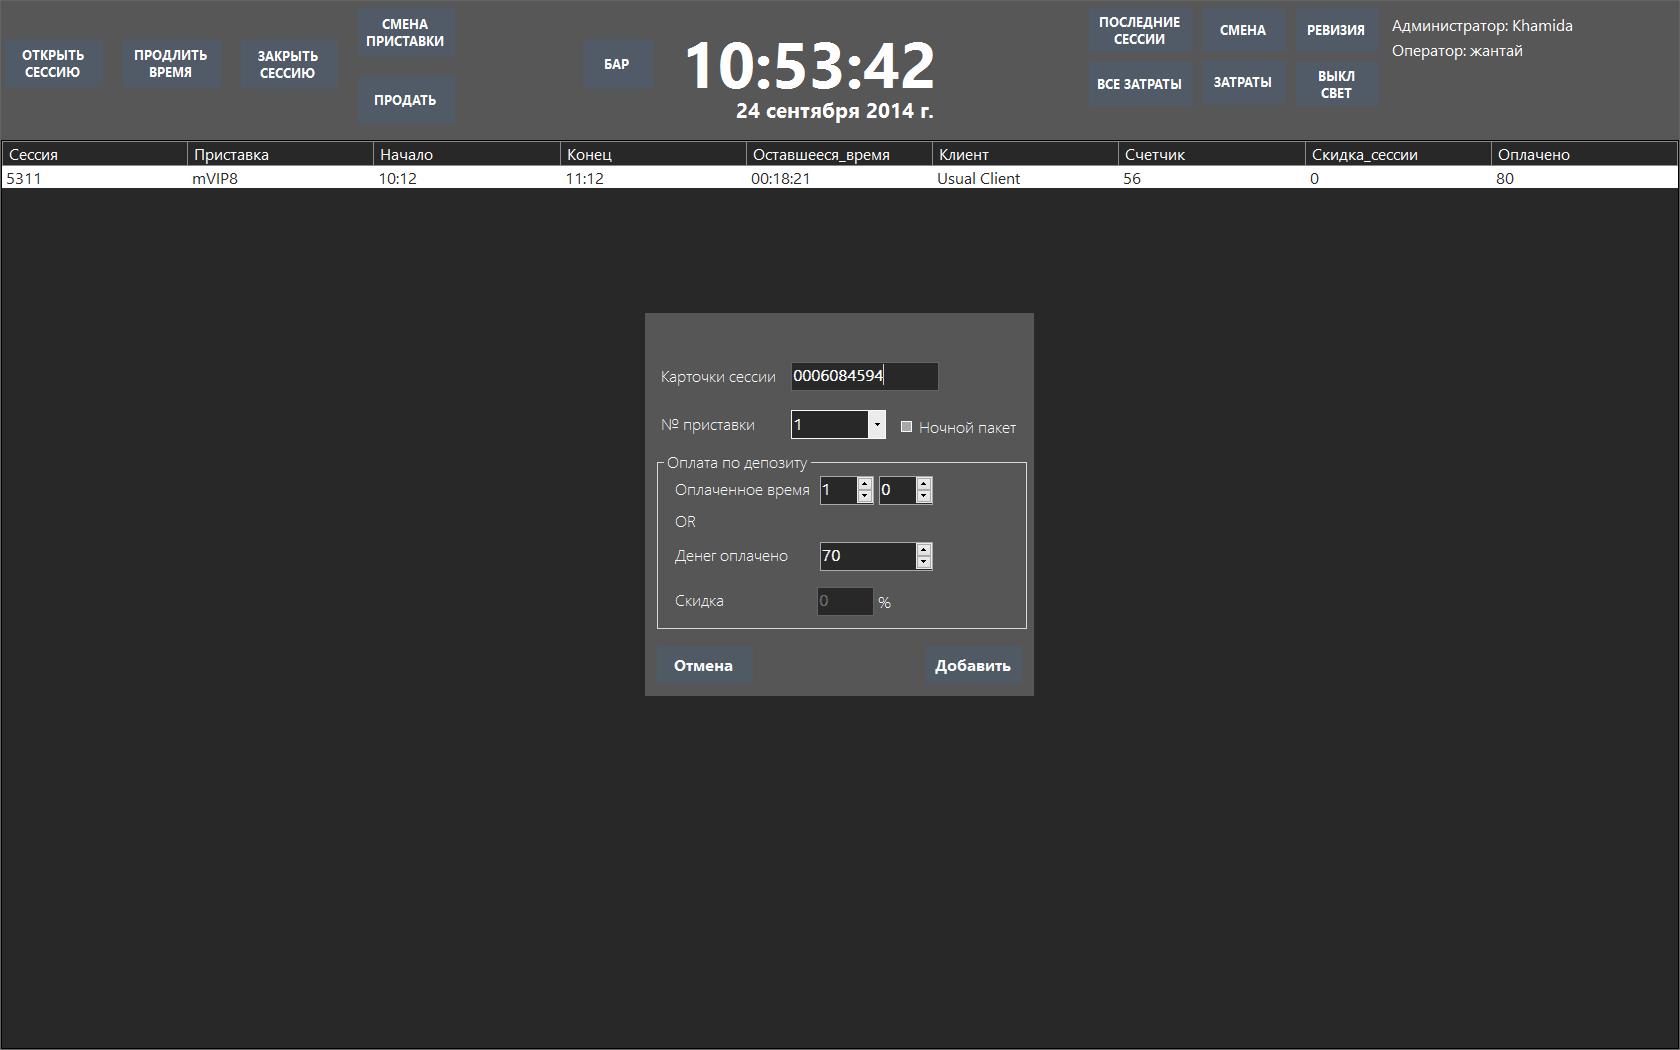 ОТКРЫТЬ
СЕССИЮ
ПРОДЛИТЬ
ВРЕМЯ
ЗАКРЫТЬ
СЕССИЮ
СМЕНА
ПРИСТАВКИ
ПРОДАТЬ
БАР
10:53:42
24 сентября 2014 г.
ПОСЛЕДНИЕ
СЕССИИ
СМЕНА
РЕВИЗИЯ
ВСЕ ЗАТРАТЫ
ЗАТРАТЫ
ВЫКЛ
СВЕТ
Администратор: Khamida
Оператор: жантай
Сессия Приставка Начало Конец Оставшееся_время Клиент Счетчик Скидка_сессии Оплачено
5311 mVIP8 10:12 11:12 00:18:21 Usual Client 56 0 80
Карточки сессии 0006084594
№ приставки 1 Ночной пакет
Оплата по депозиту
Оплаченное время 1 0
OR
Денег оплачено 70
Скидка 0 %
Отмена Добавить